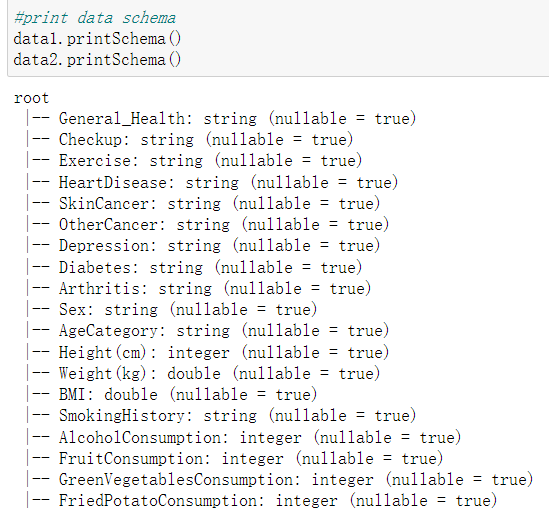 #print data schema
data1.printSchema()
data2.printSchema()
root
|-- General_Health: string (nullable = true)
|-- Checkup: string (nullable = true)
|-- Exercise: string (nullable = true)
|-- HeartDisease: string (nullable = true)
|-- SkinCancer: string (nullable = true)
|-- OtherCancer: string (nullable = true)
|-- Depression: string (nullable = true)
|-- Diabetes: string (nullable = true)
|-- Arthritis: string (nullable = true)
|-- Sex: string (nullable = true)
|-- AgeCategory: string (nullable = true)
|-- Height(cm): integer (nullable = true)
|-- Weight(kg): double (nullable = true)
|-- BMI: double (nullable = true)
|-- SmokingHistory: string (nullable = true)
|-- AlcoholConsumption: integer (nullable = true)
|-- FruitConsumption: integer (nullable = true)
|-- GreenVegetablesConsumption: integer (nullable = true)
|-- FriedPotatoConsumption: integer (nullable = true)